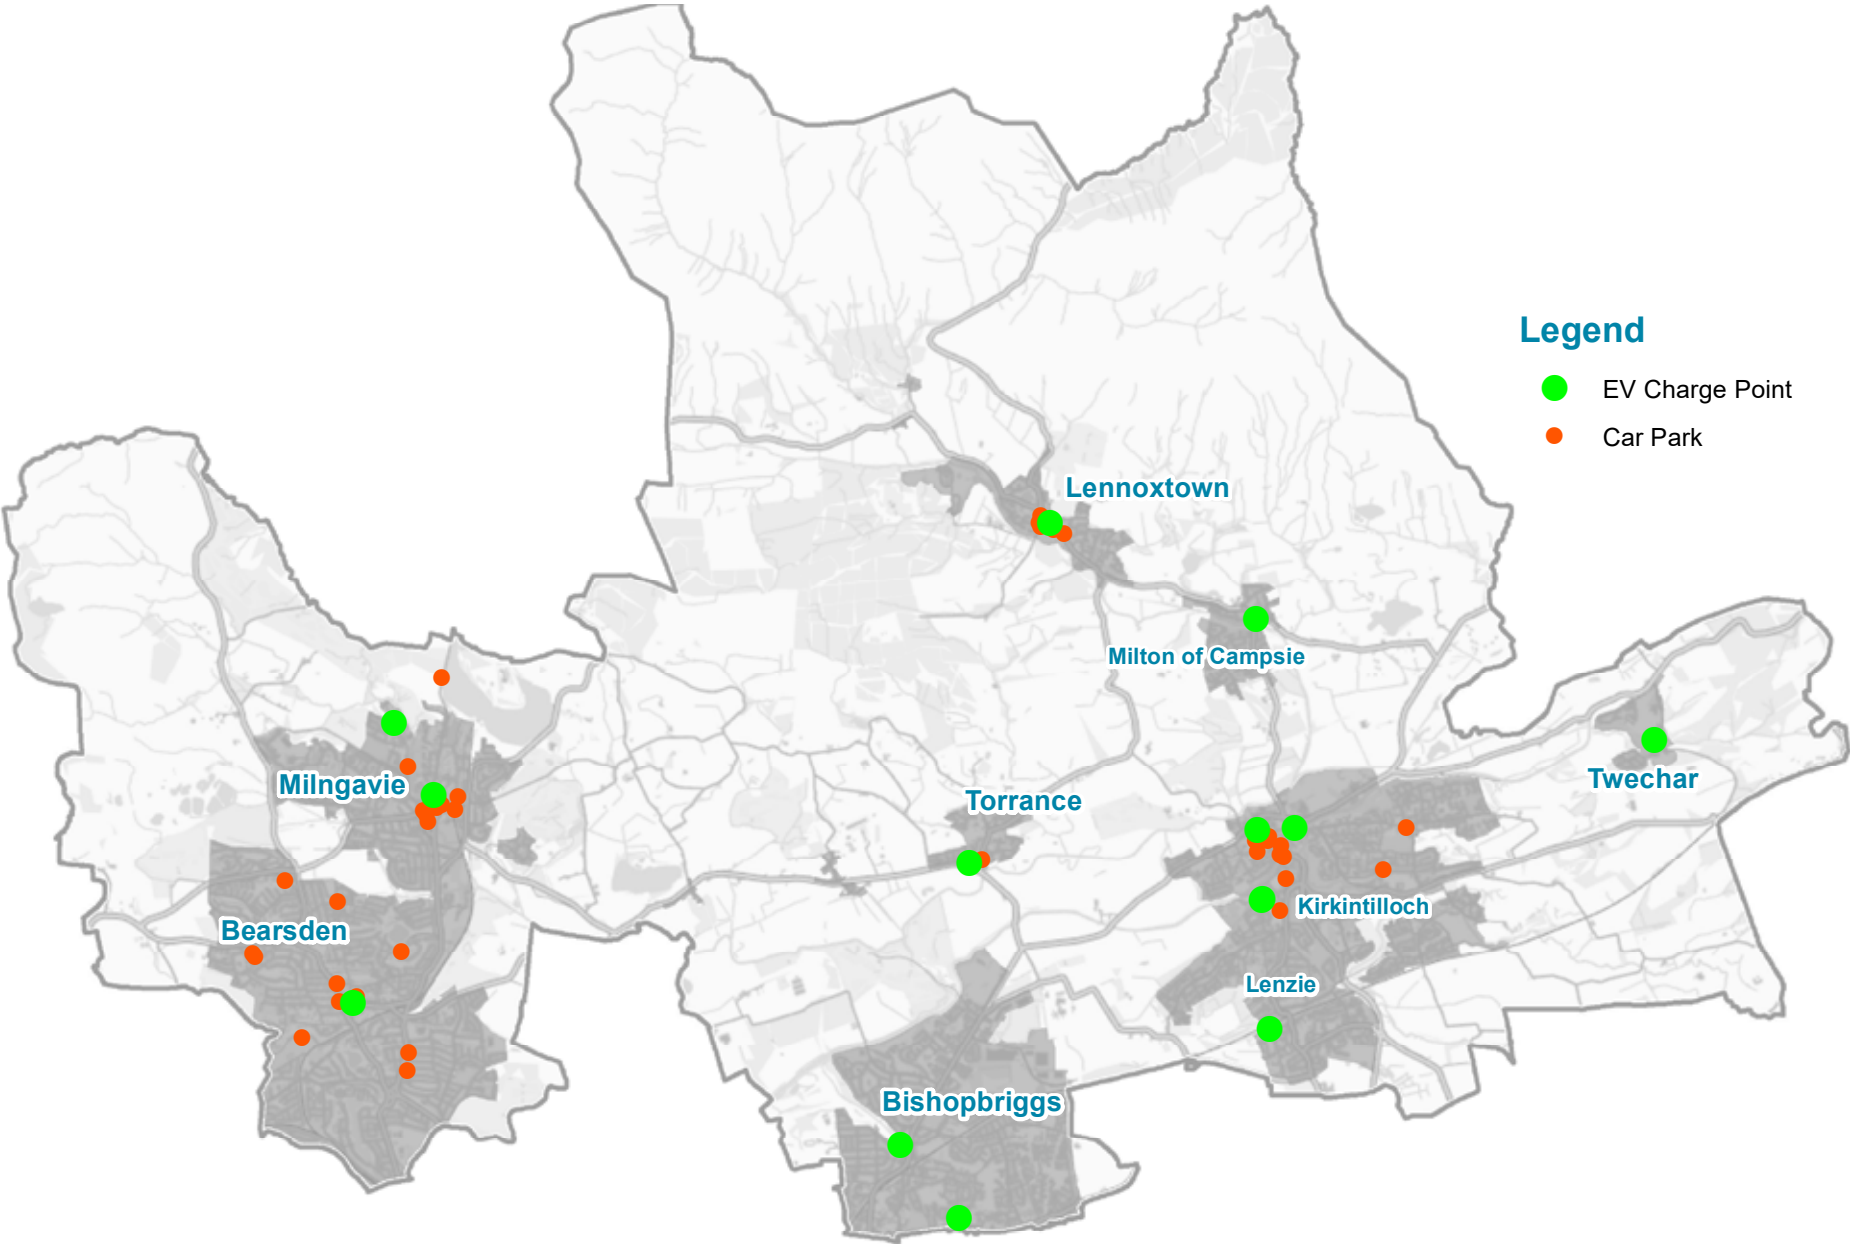 Legend
EV Charge Point
Car Park
Lennoxtown
Milton of Campsie
Twechar
Milngavie
Torrance
Kirkintilloch
Bearsden
Lenzie
Bishopbriggs